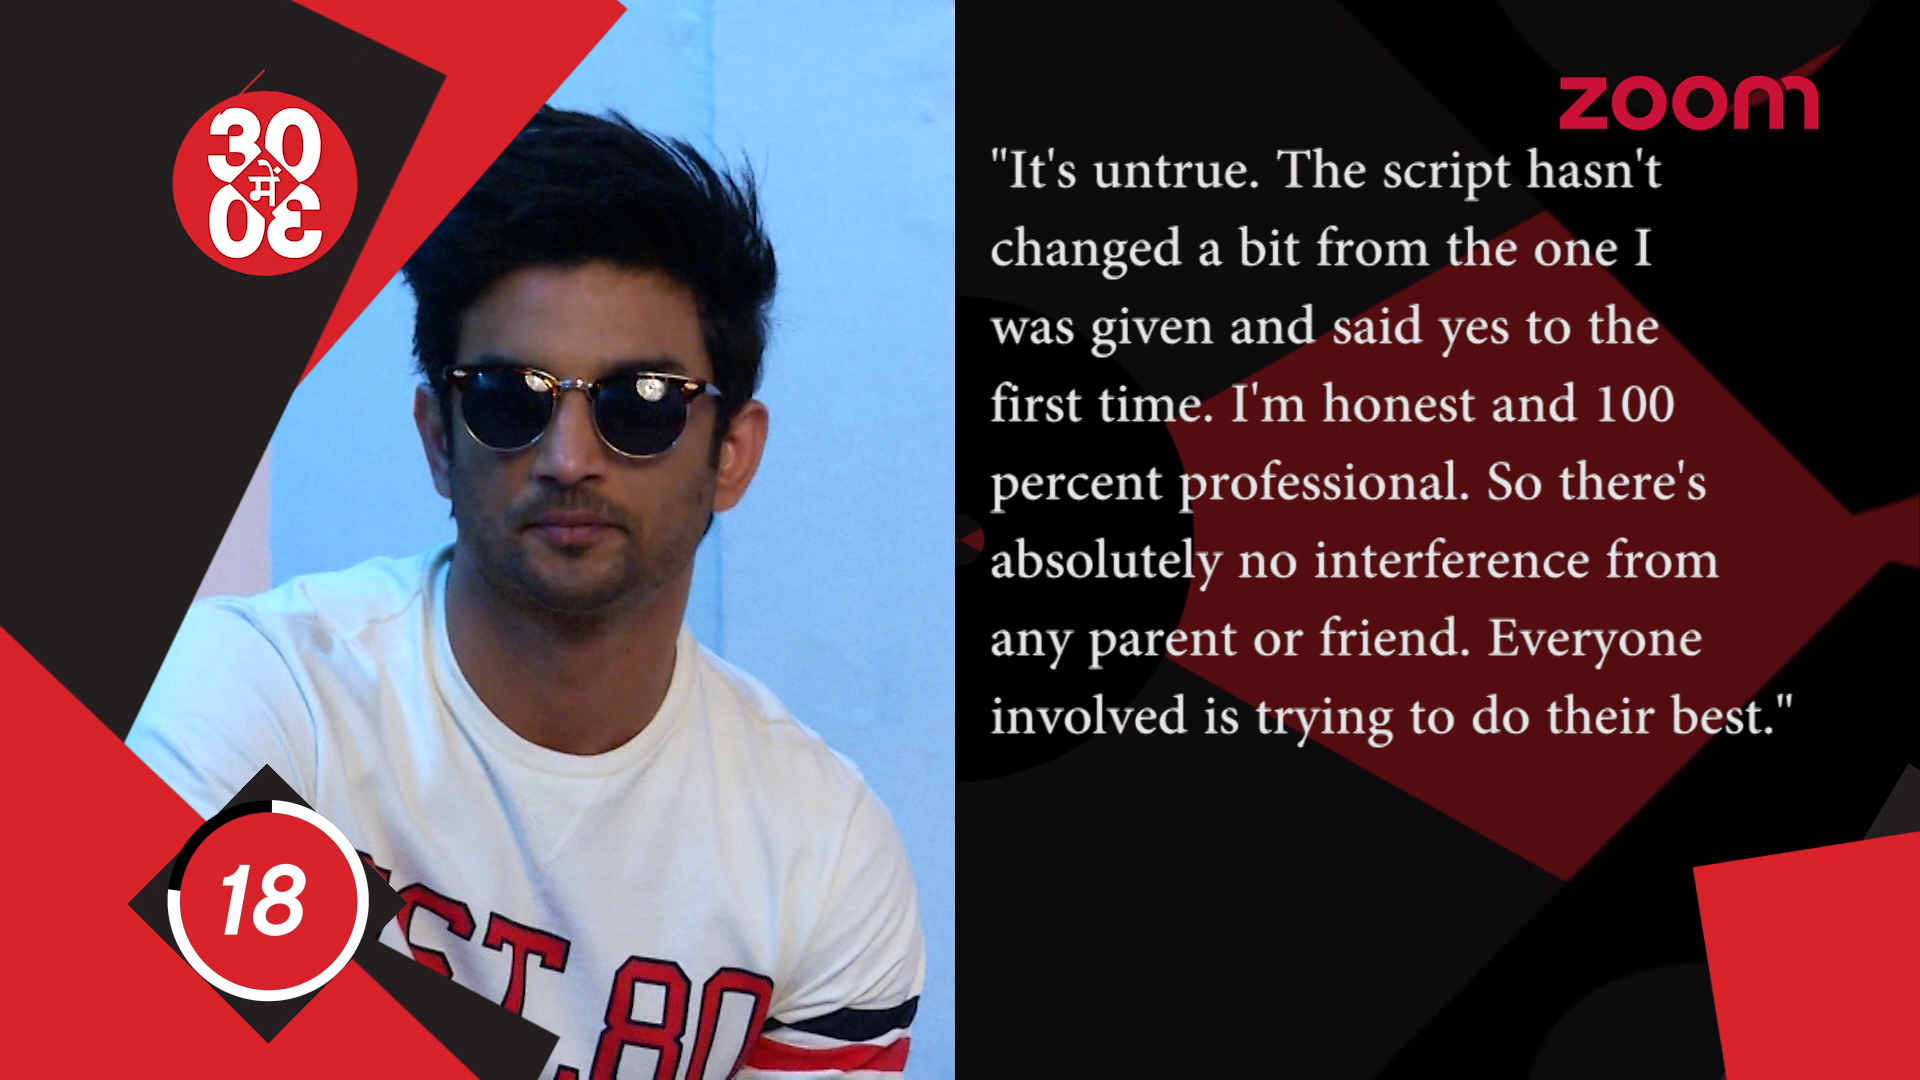 30
में
30
zoom
"It's untrue. The script hasn't
changed a bit from the one I
was given and said yes to the
first time. I'm honest and 100
percent professional. So there's
absolutely no interference from
any parent or friend. Everyone
involved is trying to do their best."
18
ST.80